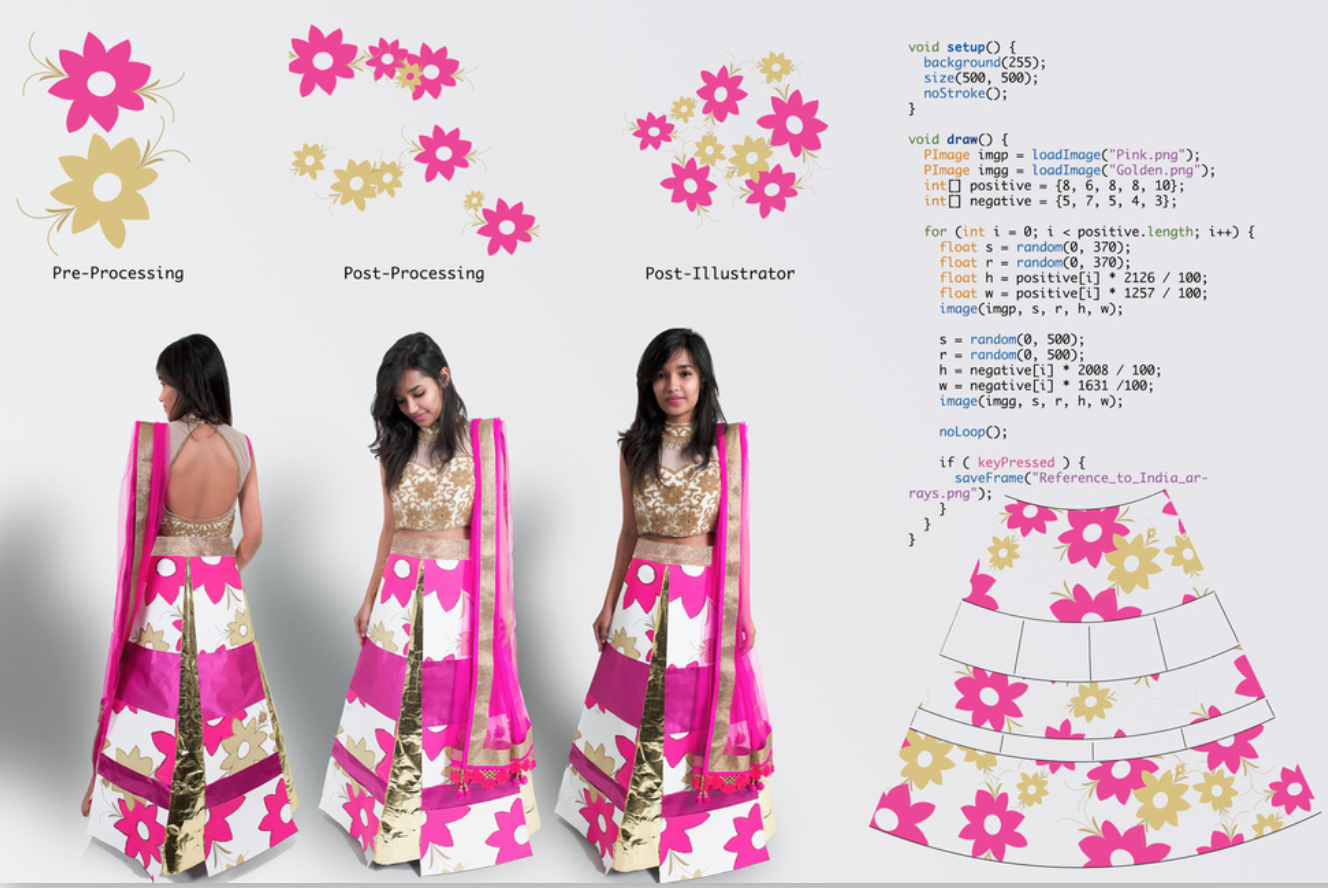 Pre-Processing
Post-Processing
Post-Illustrator
void setup() {
  background(255);
  size(500, 500);
  noStroke();
}

void draw() {
  PImage imgp = loadImage("Pink.png");
  PImage imgg = loadImage("Golden.png");
  int[] positive = {8, 6, 8, 8, 10};
  int[] negative = {5, 7, 5, 4, 3};

  for (int i = 0; i < positive.length; i++) {
    float s = random(0, 370);
    float r = random(0, 370);
    float h = positive[i] * 2126 / 100;
    float w = positive[i] * 1257 / 100;
    image(imgp, s, r, h, w);

    s = random(0, 500);
    r = random(0, 500);
    h = negative[i] * 2008 / 100;
    w = negative[i] * 1631 /100;
    image(imgg, s, r, h, w);

    noLoop();

    if ( keyPressed ) {
      saveFrame("Reference_to_India_ar-
rays.png");
    }
  }
}